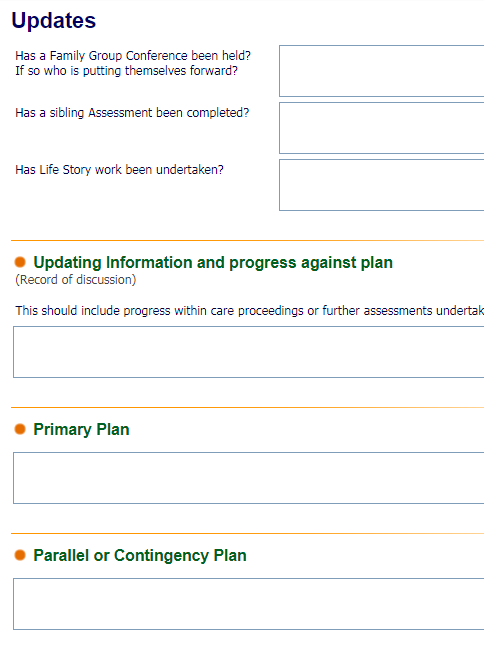 Updates
Has a Family Group Conference been held?
If so who is putting themselves forward?
Has a sibling Assessment been completed?
Has Life Story work been undertaken?
Updating Information and progress against plan
(Record of discussion)
This should include progress within care proceedings or further assessments undertak
Primary Plan
Parallel or Contingency Plan